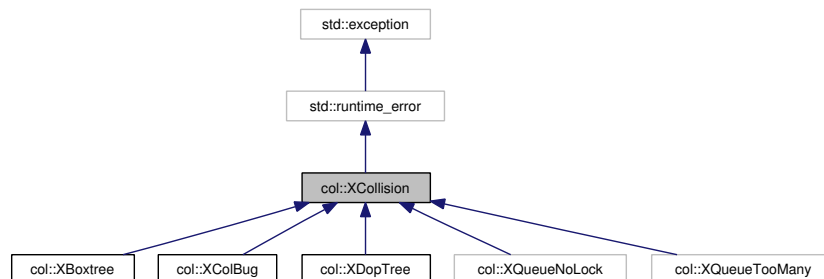 std::exception
std::runtime_error
col::XCollision
col::XBoxtree
col::XColBug
col::XDopTree
col::XQueueNoLock
col::XQueueTooMany